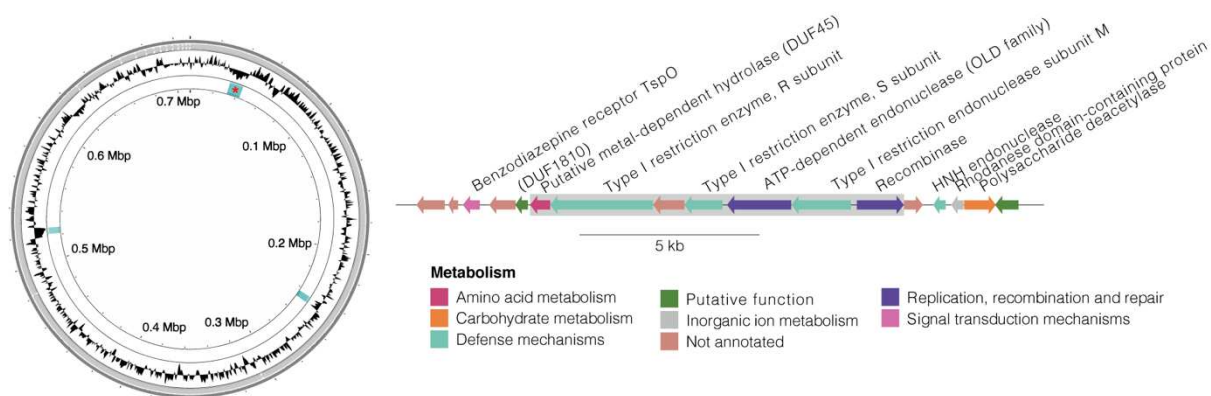 0.7 Mbp
0.1 Mbp
0.6 Mbp
0.2 Mbp
0.5 Mbp
0.3 Mbp
0.4 Mbp
Benzodiazepine receptor TspO
(DUF1810)
Putative metal-dependent hydrolase (DUF45)
Type I restriction enzyme, R subunit
Type I restriction enzyme, S subunit
ATP-dependent endonuclease (OLD family)
Type I restriction endonuclease subunit M
Recombinase
HNH endonuclease
Rhodanese domain-containing protein
Polysaccharide deacetylase
5 kb
Metabolism
Amino acid metabolism
Carbohydrate metabolism
Defense mechanisms
Putative function
Inorganic ion metabolism
Not annotated
Replication, recombination and repair
Signal transduction mechanisms